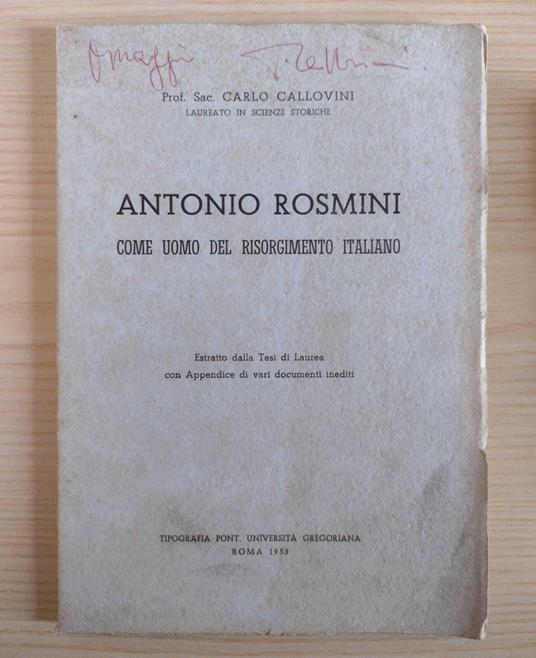 Omaggi
Prof. Sac. CARLO CALLOVINI
LAUREATO IN SCIENZE STORICHE
ANTONIO ROSMINI
COME UOMO DEL RISORGIMENTO ITALIANO
Estratto dalla Tesi di Laurea
con Appendice di vari documenti inediti
TIPOGRAFIA PONT. UNIVERSITÀ GREGORIANA
ROMA 1953